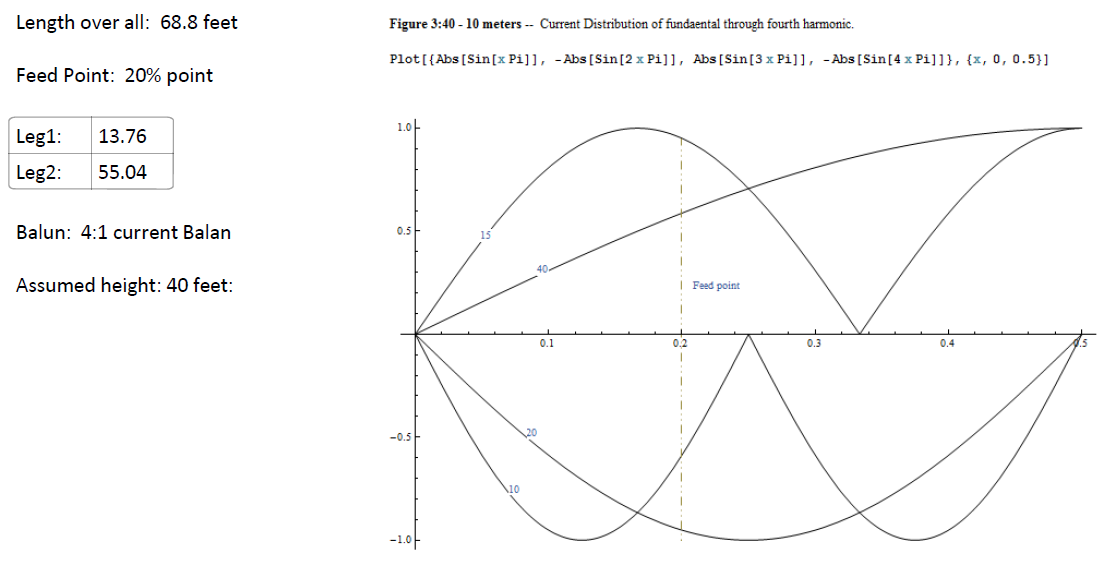 Length over all: 68.8 feet
Feed Point: 20% point
Leg1: 13.76
Leg2: 55.04
Balun: 4:1 current Balan
Assumed height: 40 feet:
Figure 3:40 - 10 meters -- Current Distribution of fundaental through fourth harmonic.
Plot[{Abs[Sin[x Pi]], -Abs[Sin[2 x Pi]], Abs[Sin[3 x Pi]], -Abs[Sin[4 x Pi]]}, {x, 0, 0.5}]
1.0
0.5
15
40
Feed point
0.1
0.2
0.3
0.4
0.5
-0.5
20
10
-1.0